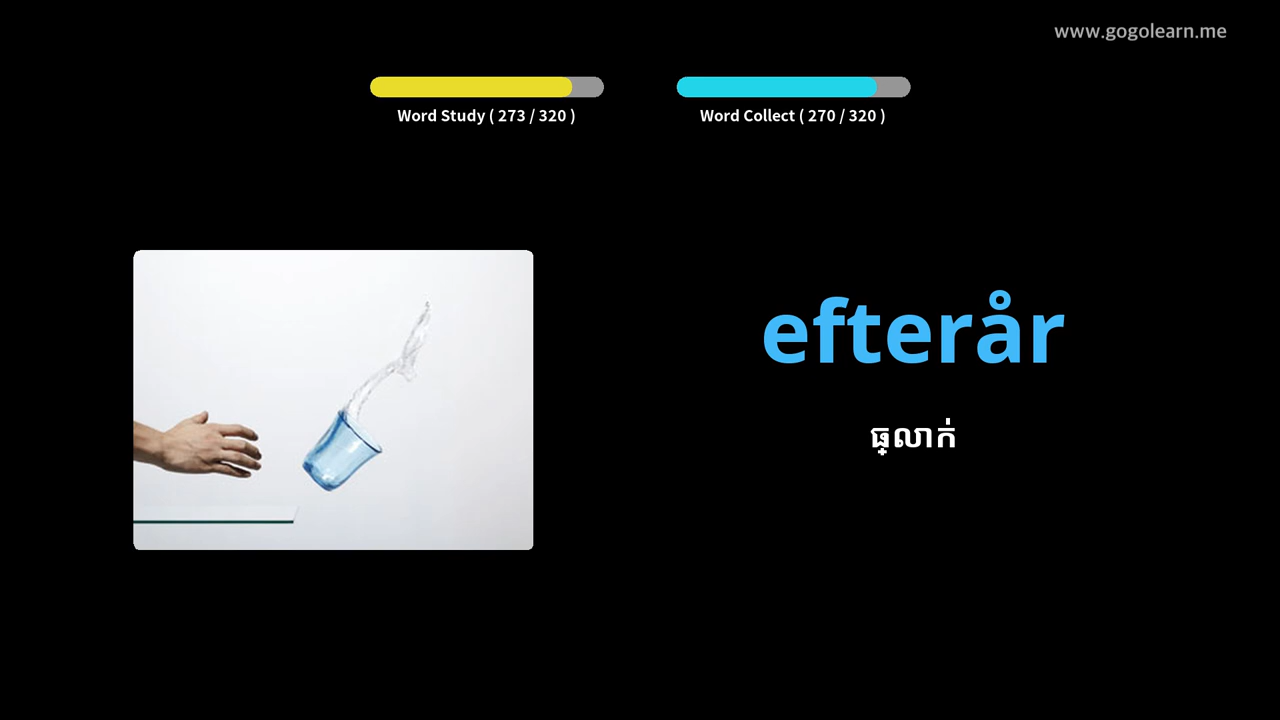 www.gogolearn.me
Word Study ( 273 / 320 )
Word Collect ( 270 / 320 )
efterår
ធ្លាក់